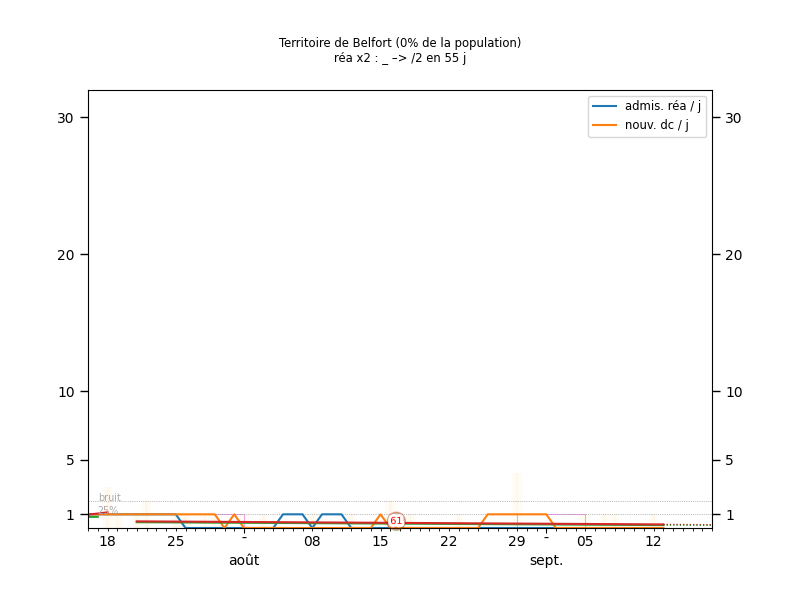 Territoire de Belfort (0% de la population)
réa x2 : _ –> /2 en 55 j
admis. réa / j
nouv. dc / j
30 30
20 20
10 10
5 5
bruit
25%
1 61 1
18 25 - 08 15 22 29 - 05 12
août sept.